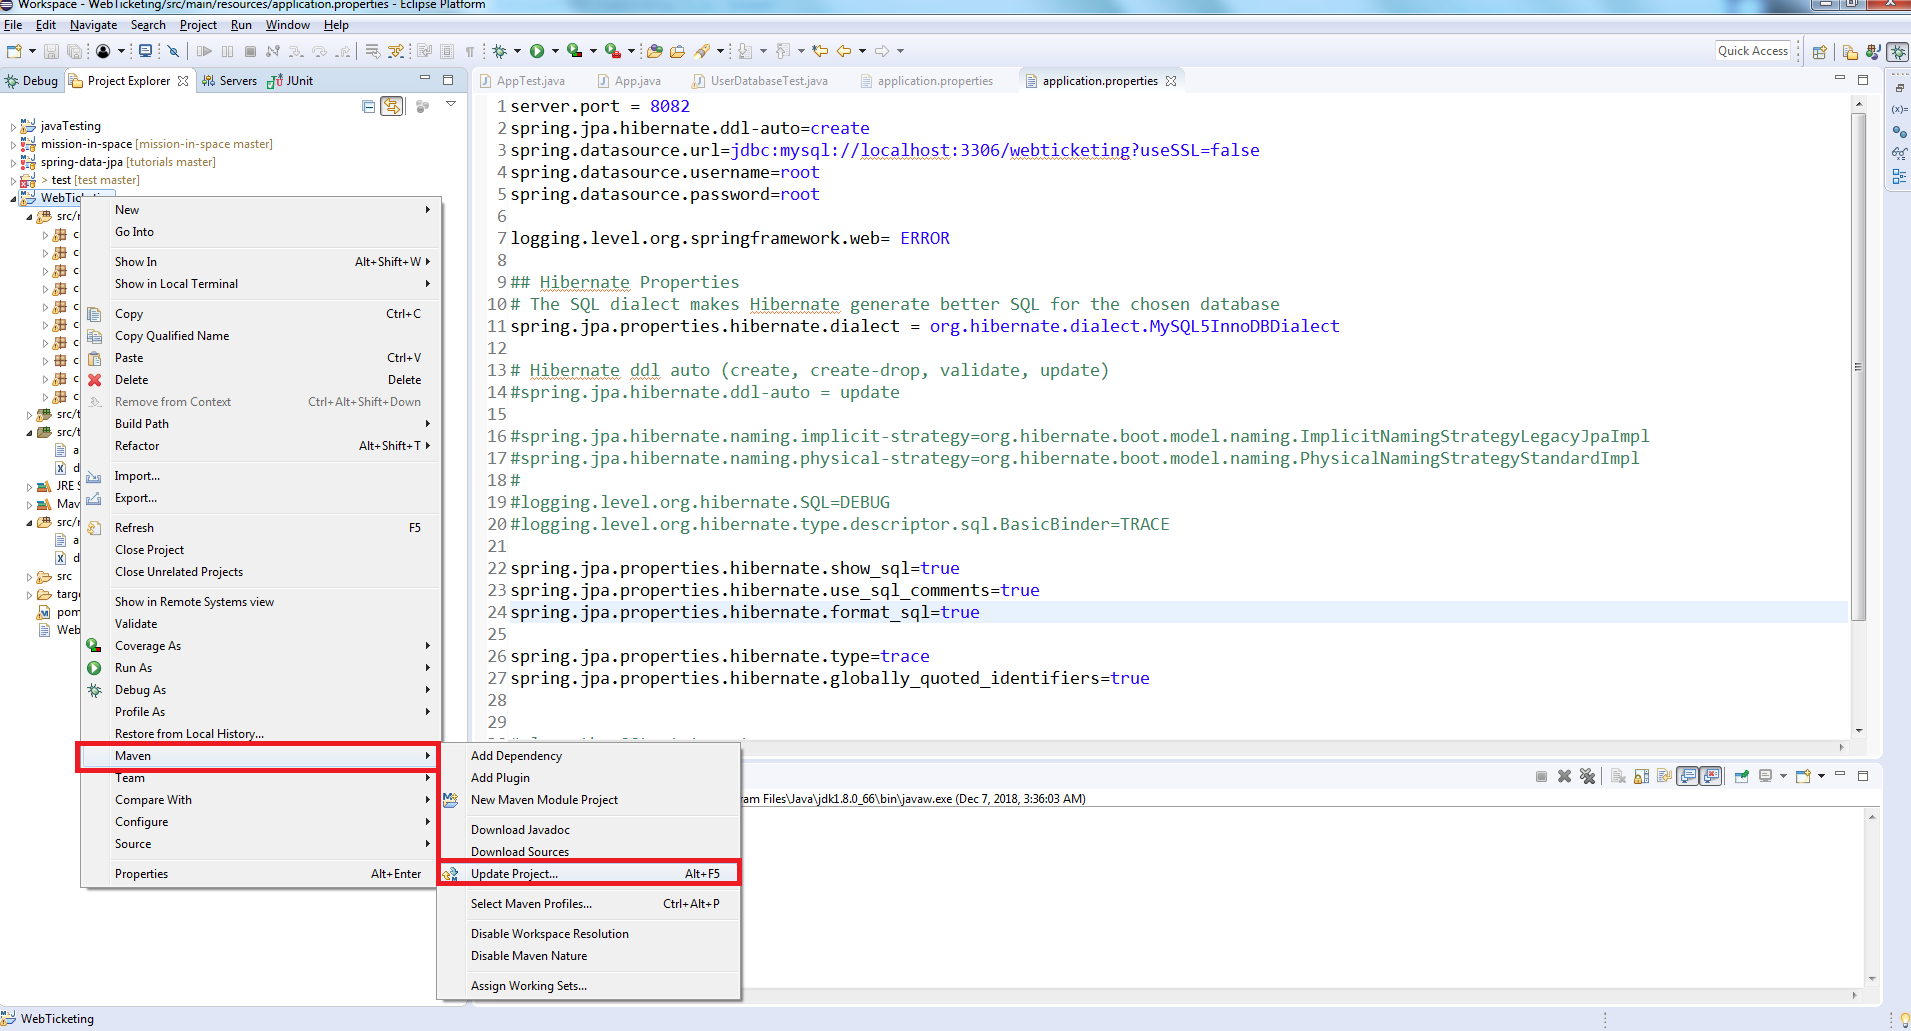 Workspace - WebTicketing/src/main/resources/application.properties - Eclipse Platform
File Edit Navigate Search Project Run Window Help
Quick Access
Debug Project Explorer Servers JUnit
AppTest.java App.java UserDatabaseTest.java application.properties application.properties
javaTesting
mission-in-space [mission-in-space master]
spring-data-jpa [tutorials master]
> test [test master]
WebTicketing
src/
c
c
c
c
c
c
c
c
c
c
src/t
src/t
a
d
JRE S
Mav
src/
a
d
src
targ
pom
Web
New
Go Into
Show In Alt+Shift+W
Show in Local Terminal
Copy Ctrl+C
Copy Qualified Name
Paste Ctrl+V
Delete Delete
Remove from Context Ctrl+Alt+Shift+Down
Build Path
Refactor Alt+Shift+T
Import...
Export...
Refresh F5
Close Project
Close Unrelated Projects
Show in Remote Systems view
Validate
Coverage As
Run As
Debug As
Profile As
Restore from Local History...
Maven
Team
Compare With
Configure
Source
Properties Alt+Enter
Add Dependency
Add Plugin
New Maven Module Project
Download Javadoc
Download Sources
Update Project... Alt+F5
Select Maven Profiles... Ctrl+Alt+P
Disable Workspace Resolution
Disable Maven Nature
Assign Working Sets...
1 server.port = 8082
2 spring.jpa.hibernate.ddl-auto=create
3 spring.datasource.url=jdbc:mysql://localhost:3306/webticketing?useSSL=false
4 spring.datasource.username=root
5 spring.datasource.password=root
6
7 logging.level.org.springframework.web= ERROR
8
9 ## Hibernate Properties
10 # The SQL dialect makes Hibernate generate better SQL for the chosen database
11 spring.jpa.properties.hibernate.dialect = org.hibernate.dialect.MySQL5InnoDBDialect
12
13 # Hibernate ddl auto (create, create-drop, validate, update)
14 #spring.jpa.hibernate.ddl-auto = update
15
16 #spring.jpa.hibernate.naming.implicit-strategy=org.hibernate.boot.model.naming.ImplicitNamingStrategyLegacyJpaImpl
17 #spring.jpa.hibernate.naming.physical-strategy=org.hibernate.boot.model.naming.PhysicalNamingStrategyStandardImpl
18 #
19 #logging.level.org.hibernate.SQL=DEBUG
20 #logging.level.org.hibernate.type.descriptor.sql.BasicBinder=TRACE
21
22 spring.jpa.properties.hibernate.show_sql=true
23 spring.jpa.properties.hibernate.use_sql_comments=true
24 spring.jpa.properties.hibernate.format_sql=true
25
26 spring.jpa.properties.hibernate.type=trace
27 spring.jpa.properties.hibernate.globally_quoted_identifiers=true
28
29
ram Files\Java\jdk1.8.0_66\bin\javaw.exe (Dec 7, 2018, 3:36:03 AM)
WebTicketing